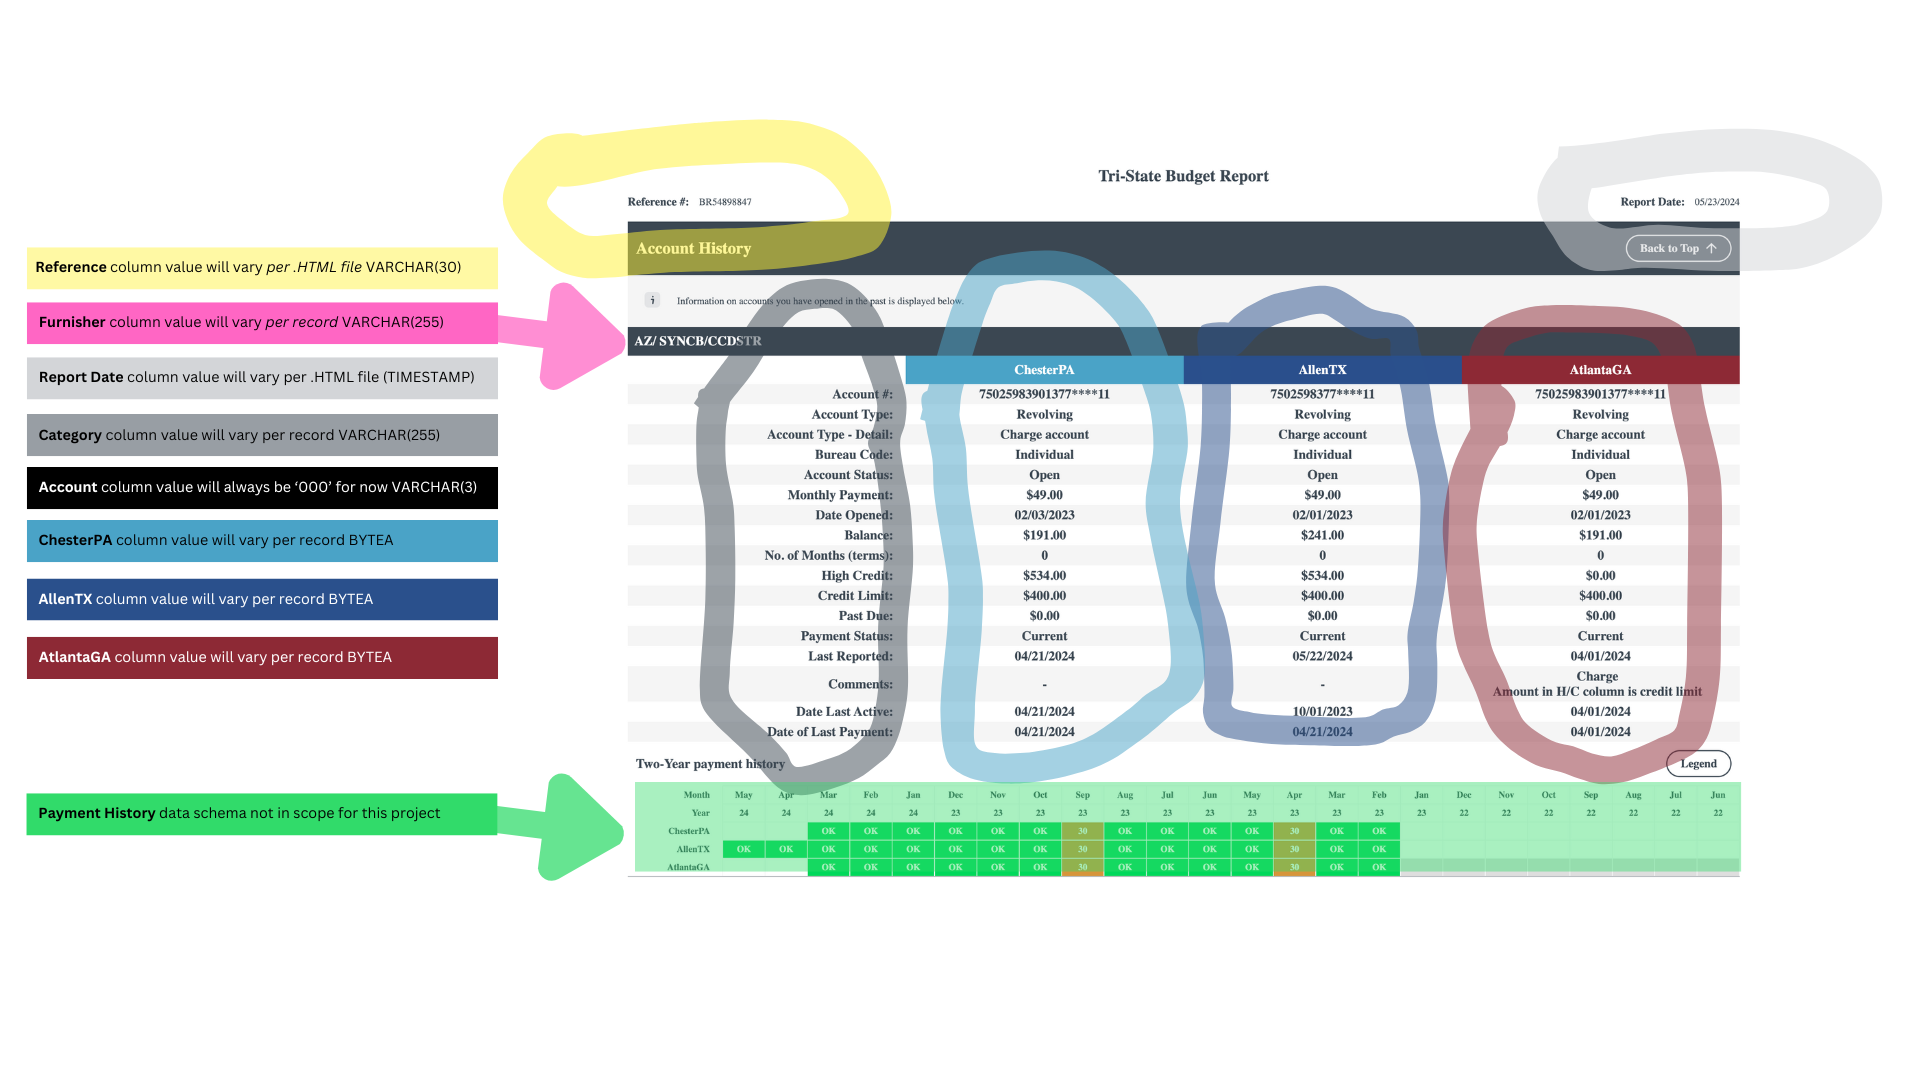 Reference column value will vary per .HTML file VARCHAR(30)
Furnisher column value will vary per record VARCHAR(255)
Report Date column value will vary per .HTML file (TIMESTAMP)
Category column value will vary per record VARCHAR(255)
Account column value will always be ‘000’ for now VARCHAR(3)
ChesterPA column value will vary per record BYTEA
AllenTX column value will vary per record BYTEA
AtlantaGA column value will vary per record BYTEA
Payment History data schema not in scope for this project
Tri-State Budget Report
Reference #: BR54898847 Report Date: 05/23/2024
Account History Back to Top ↑
i Information on accounts you have opened in the past is displayed below.
AZ/ SYNCB/CCDSTR
ChesterPA AllenTX AtlantaGA
Account #: 75025983901377****11 7502598377****11 75025983901377****11
Account Type: Revolving Revolving Revolving
Account Type - Detail: Charge account Charge account Charge account
Bureau Code: Individual Individual Individual
Account Status: Open Open Open
Monthly Payment: $49.00 $49.00 $49.00
Date Opened: 02/03/2023 02/01/2023 02/01/2023
Balance: $191.00 $241.00 $191.00
No. of Months (terms): 0 0 0
High Credit: $534.00 $534.00 $0.00
Credit Limit: $400.00 $400.00 $400.00
Past Due: $0.00 $0.00 $0.00
Payment Status: Current Current Current
Last Reported: 04/21/2024 05/22/2024 04/01/2024
Comments: - - Charge
Amount in H/C column is credit limit
Date Last Active: 04/21/2024 10/01/2023 04/01/2024
Date of Last Payment: 04/21/2024 04/21/2024 04/01/2024
Two-Year payment history Legend
Month May Apr Mar Feb Jan Dec Nov Oct Sep Aug Jul Jun May Apr Mar Feb Jan Dec Nov Oct Sep Aug Jul Jun
Year 24 24 24 24 24 23 23 23 23 23 23 23 23 23 23 23 23 22 22 22 22 22 22 22
ChesterPA OK OK OK OK OK OK 30 OK OK OK OK 30 OK OK
AllenTX OK OK OK OK OK OK OK OK 30 OK OK OK OK 30 OK OK
AtlantaGA OK OK OK OK OK OK 30 OK OK OK OK 30 OK OK